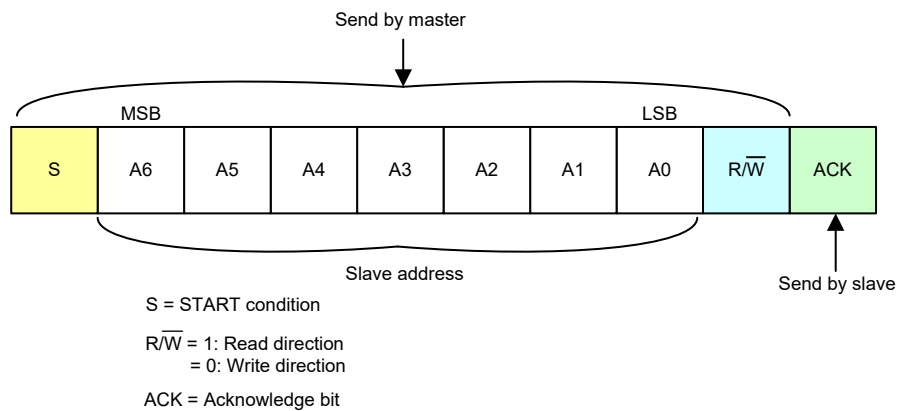 Send by master
MSB LSB
S A6 A5 A4 A3 A2 A1 A0 R/W̅ ACK
Slave address
Send by slave
S = START condition
R/W̅ = 1: Read direction
= 0: Write direction
ACK = Acknowledge bit